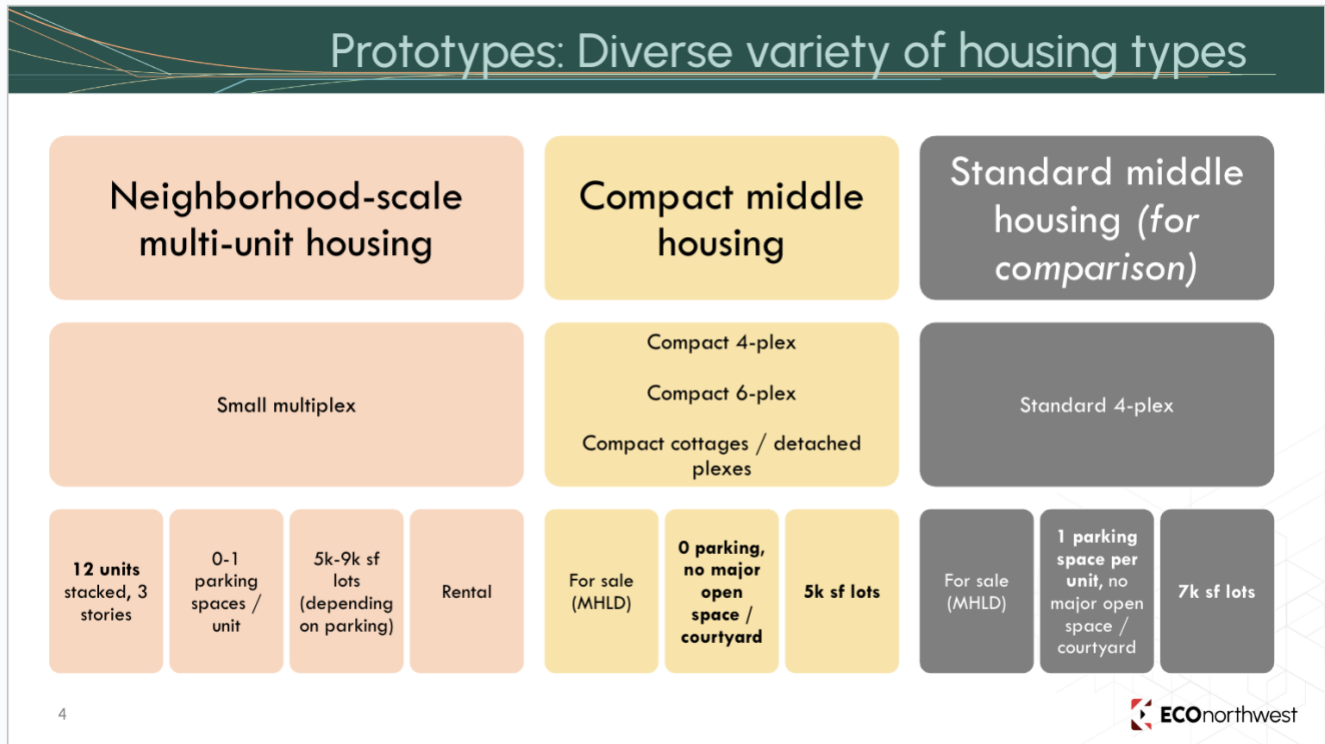 Prototypes: Diverse variety of housing types
Neighborhood-scale
multi-unit housing
Compact middle
housing
Standard middle
housing (for
comparison)
Small multiplex
Compact 4-plex
Compact 6-plex
Compact cottages / detached
plexes
Standard 4-plex
12 units
stacked, 3
stories
0-1
parking
spaces /
unit
5k-9k sf
lots
(depending
on parking)
Rental
For sale
(MHLD)
0 parking,
no major
open
space /
courtyard
5k sf lots
For sale
(MHLD)
1 parking
space per
unit, no
major open
space /
courtyard
7k sf lots
4
ECOnorthwest